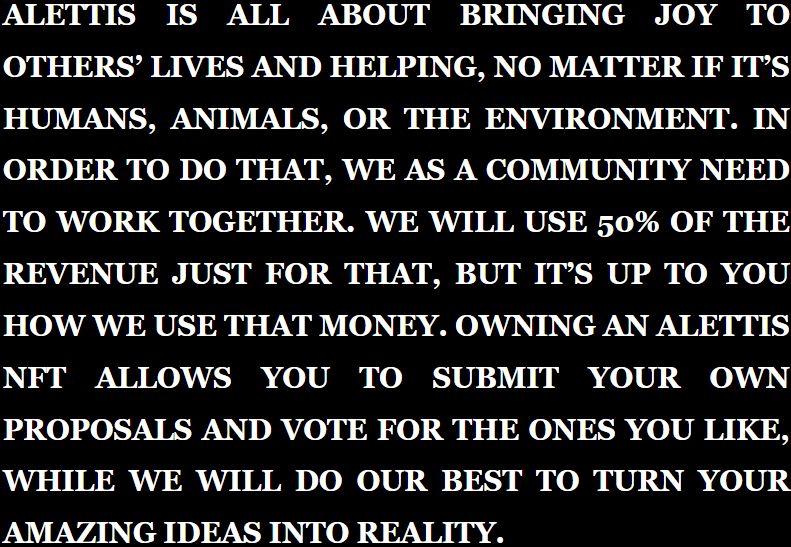 ALETTIS IS ALL ABOUT BRINGING JOY TO
OTHERS’ LIVES AND HELPING, NO MATTER IF IT’S
HUMANS, ANIMALS, OR THE ENVIRONMENT. IN
ORDER TO DO THAT, WE AS A COMMUNITY NEED
TO WORK TOGETHER. WE WILL USE 50% OF THE
REVENUE JUST FOR THAT, BUT IT’S UP TO YOU
HOW WE USE THAT MONEY. OWNING AN ALETTIS
NFT ALLOWS YOU TO SUBMIT YOUR OWN
PROPOSALS AND VOTE FOR THE ONES YOU LIKE,
WHILE WE WILL DO OUR BEST TO TURN YOUR
AMAZING IDEAS INTO REALITY.